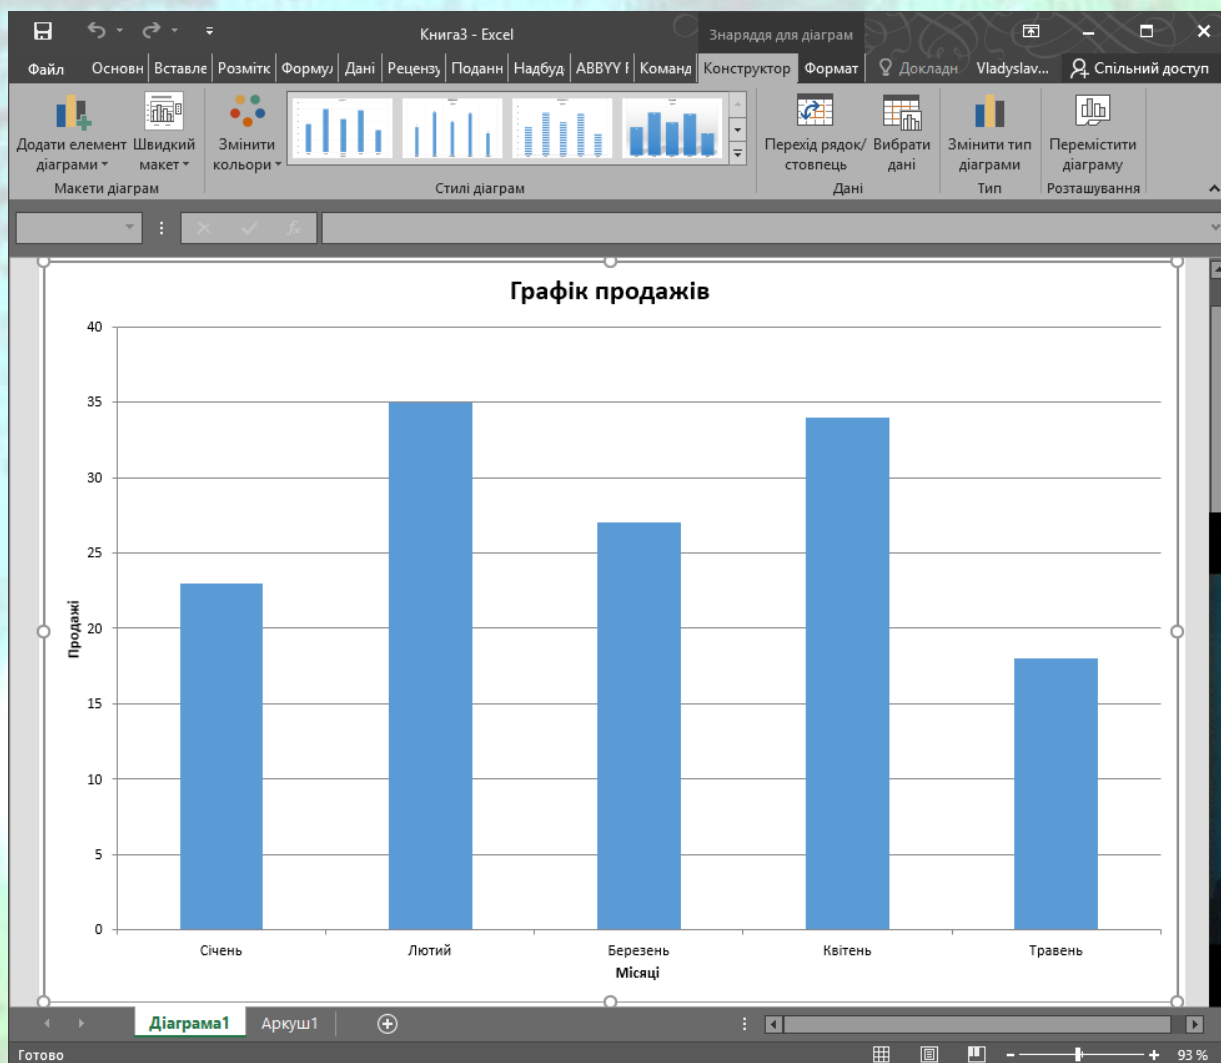 Книга3 - Excel
Знаряддя для діаграм
Файл Основн Вставле Розмітк Форму Дані Рецензу Поданн Надбуд ABBYY F Команд Конструктор Формат Докладн Vladyslav... Спільний доступ
Додати елемент діаграми
Швидкий макет
Змінити кольори
Перехід рядок/стовпець
Вибрати дані
Змінити тип діаграми
Перемістити діаграму
Макети діаграм Стилі діаграм Дані Тип Розташування
fx
Графік продажів
40
35
30
25
20
15
10
5
0
Продажі
Січень Лютий Березень Квітень Травень
Місяці
Діаграма1 Аркуш1
Готово 93 %